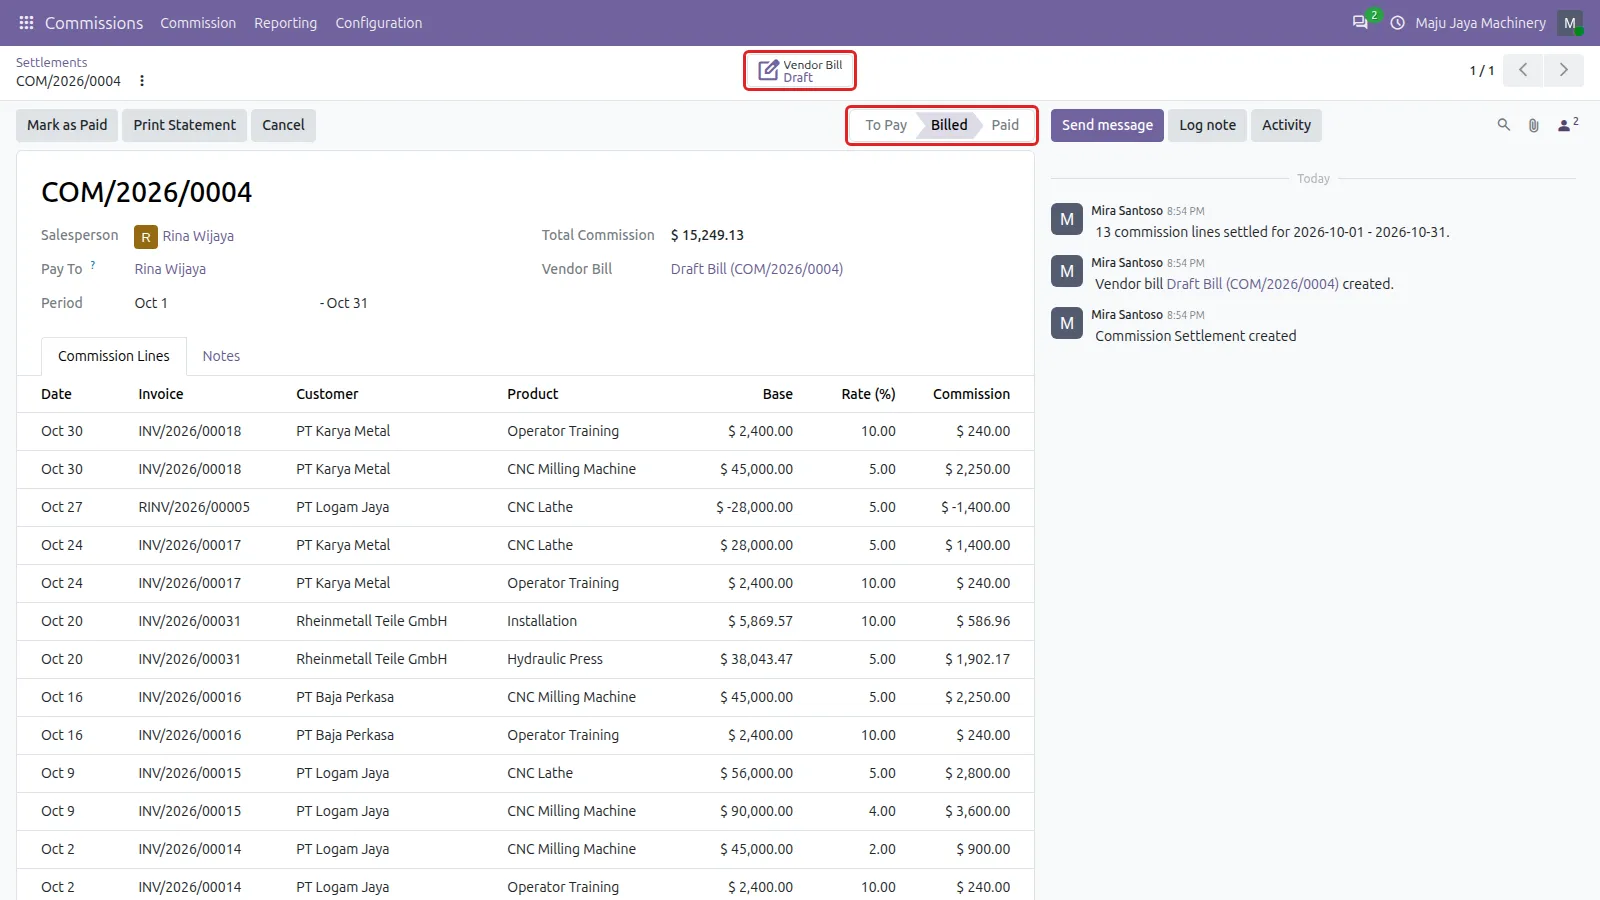 Commissions Commission Reporting Configuration 2 Maju Jaya Machinery M
Settlements
COM/2026/0004
Vendor Bill
Draft
1 / 1
Mark as Paid Print Statement Cancel To Pay Billed Paid Send message Log note Activity 2
COM/2026/0004
Salesperson R Rina Wijaya Total Commission $ 15,249.13
Pay To ? Rina Wijaya Vendor Bill Draft Bill (COM/2026/0004)
Period Oct 1 - Oct 31
Commission Lines Notes
Date Invoice Customer Product Base Rate (%) Commission
Oct 30 INV/2026/00018 PT Karya Metal Operator Training $ 2,400.00 10.00 $ 240.00
Oct 30 INV/2026/00018 PT Karya Metal CNC Milling Machine $ 45,000.00 5.00 $ 2,250.00
Oct 27 RINV/2026/00005 PT Logam Jaya CNC Lathe $ -28,000.00 5.00 $ -1,400.00
Oct 24 INV/2026/00017 PT Karya Metal CNC Lathe $ 28,000.00 5.00 $ 1,400.00
Oct 24 INV/2026/00017 PT Karya Metal Operator Training $ 2,400.00 10.00 $ 240.00
Oct 20 INV/2026/00031 Rheinmetall Teile GmbH Installation $ 5,869.57 10.00 $ 586.96
Oct 20 INV/2026/00031 Rheinmetall Teile GmbH Hydraulic Press $ 38,043.47 5.00 $ 1,902.17
Oct 16 INV/2026/00016 PT Baja Perkasa CNC Milling Machine $ 45,000.00 5.00 $ 2,250.00
Oct 16 INV/2026/00016 PT Baja Perkasa Operator Training $ 2,400.00 10.00 $ 240.00
Oct 9 INV/2026/00015 PT Logam Jaya CNC Lathe $ 56,000.00 5.00 $ 2,800.00
Oct 9 INV/2026/00015 PT Logam Jaya CNC Milling Machine $ 90,000.00 4.00 $ 3,600.00
Oct 2 INV/2026/00014 PT Logam Jaya CNC Milling Machine $ 45,000.00 2.00 $ 900.00
Oct 2 INV/2026/00014 PT Logam Jaya Operator Training $ 2,400.00 10.00 $ 240.00
Today
M Mira Santoso 8:54 PM
13 commission lines settled for 2026-10-01 - 2026-10-31.
M Mira Santoso 8:54 PM
Vendor bill Draft Bill (COM/2026/0004) created.
M Mira Santoso 8:54 PM
Commission Settlement created